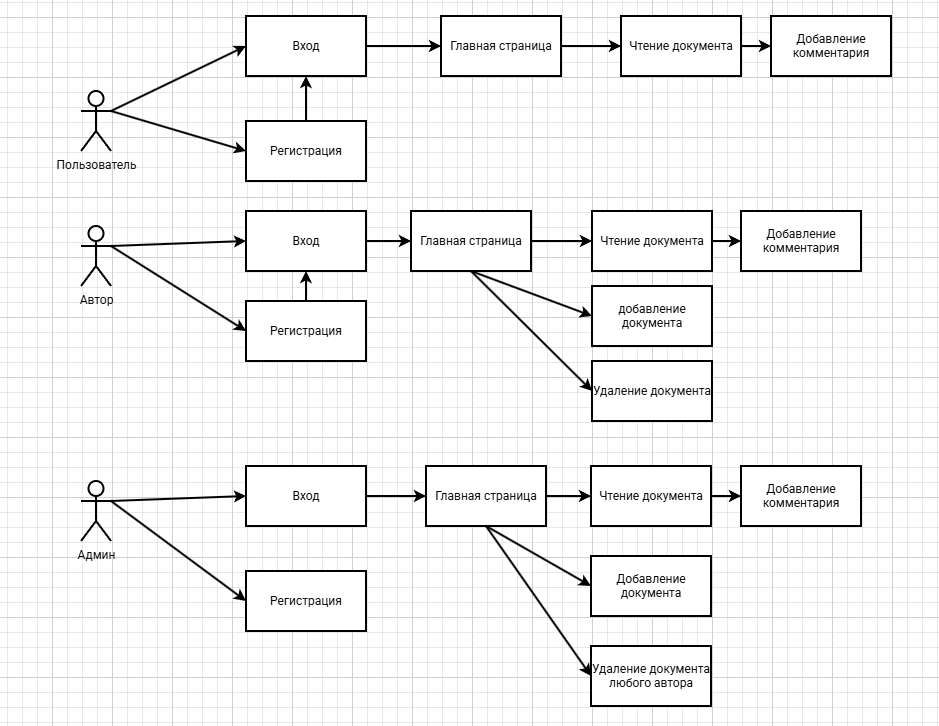 Вход
Главная страница
Чтение документа
Добавление
комментария
Пользователь
Регистрация
Вход
Главная страница
Чтение документа
Добавление
комментария
Автор
Регистрация
добавление
документа
Удаление документа
Вход
Главная страница
Чтение документа
Добавление
комментария
Админ
Регистрация
Добавление
документа
Удаление документа
любого автора